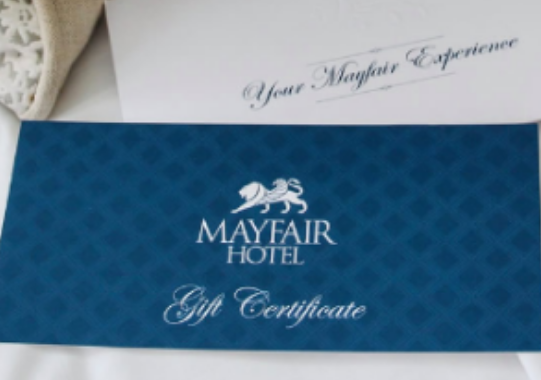 Your Mayfair Experience
MAYFAIR
HOTEL
Gift Certificate